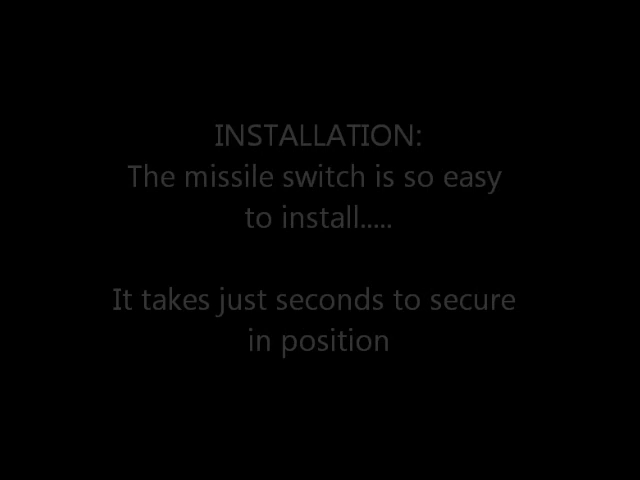 INSTALLATION:
The missile switch is so easy
to install.....
It takes just seconds to secure
in position